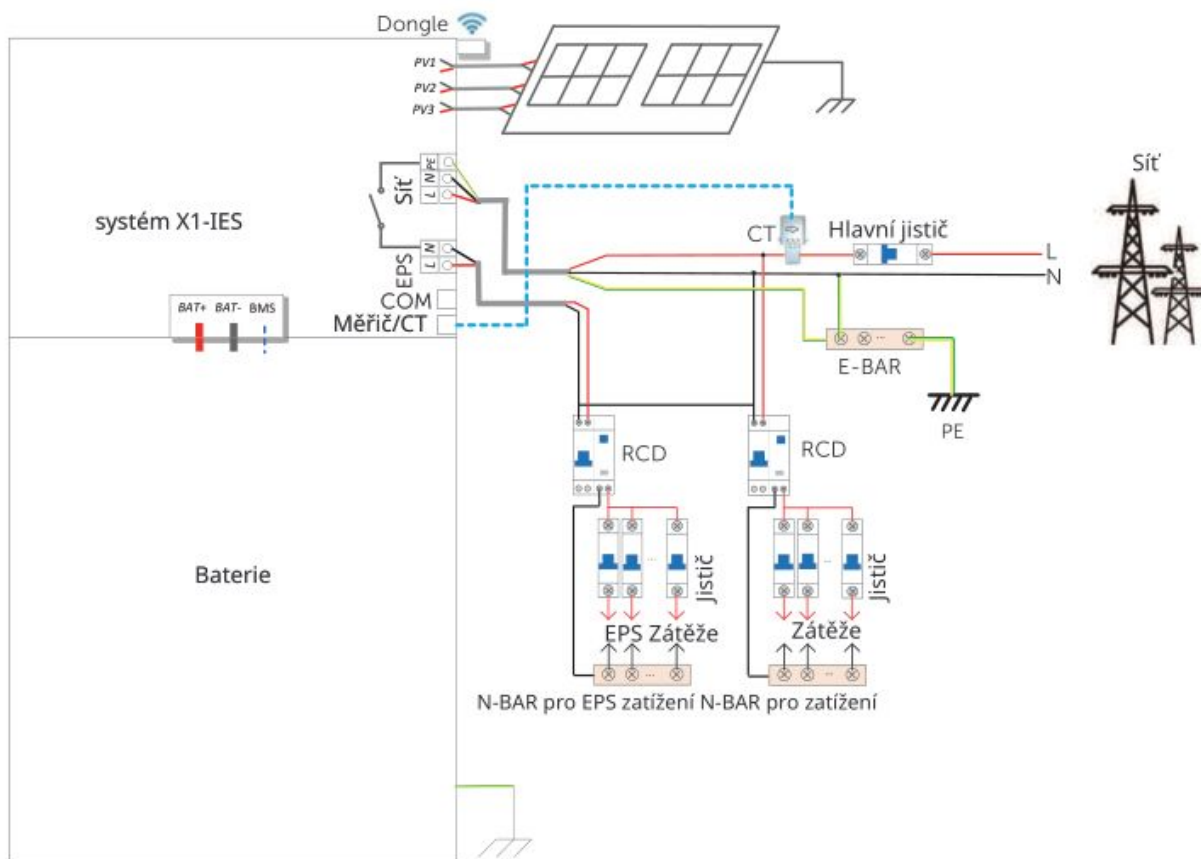 Dongle
PV1
PV2
PV3
Síť
PE
N
L
Síť
systém X1-IES
CT
Hlavní jistič
L
N
N
L
EPS
COM
BAT+ BAT- BMS
Měřič/CT
E-BAR
PE
RCD
RCD
Baterie
Jistič
Jistič
EPS Zátěže
Zátěže
N-BAR pro EPS zatížení N-BAR pro zatížení